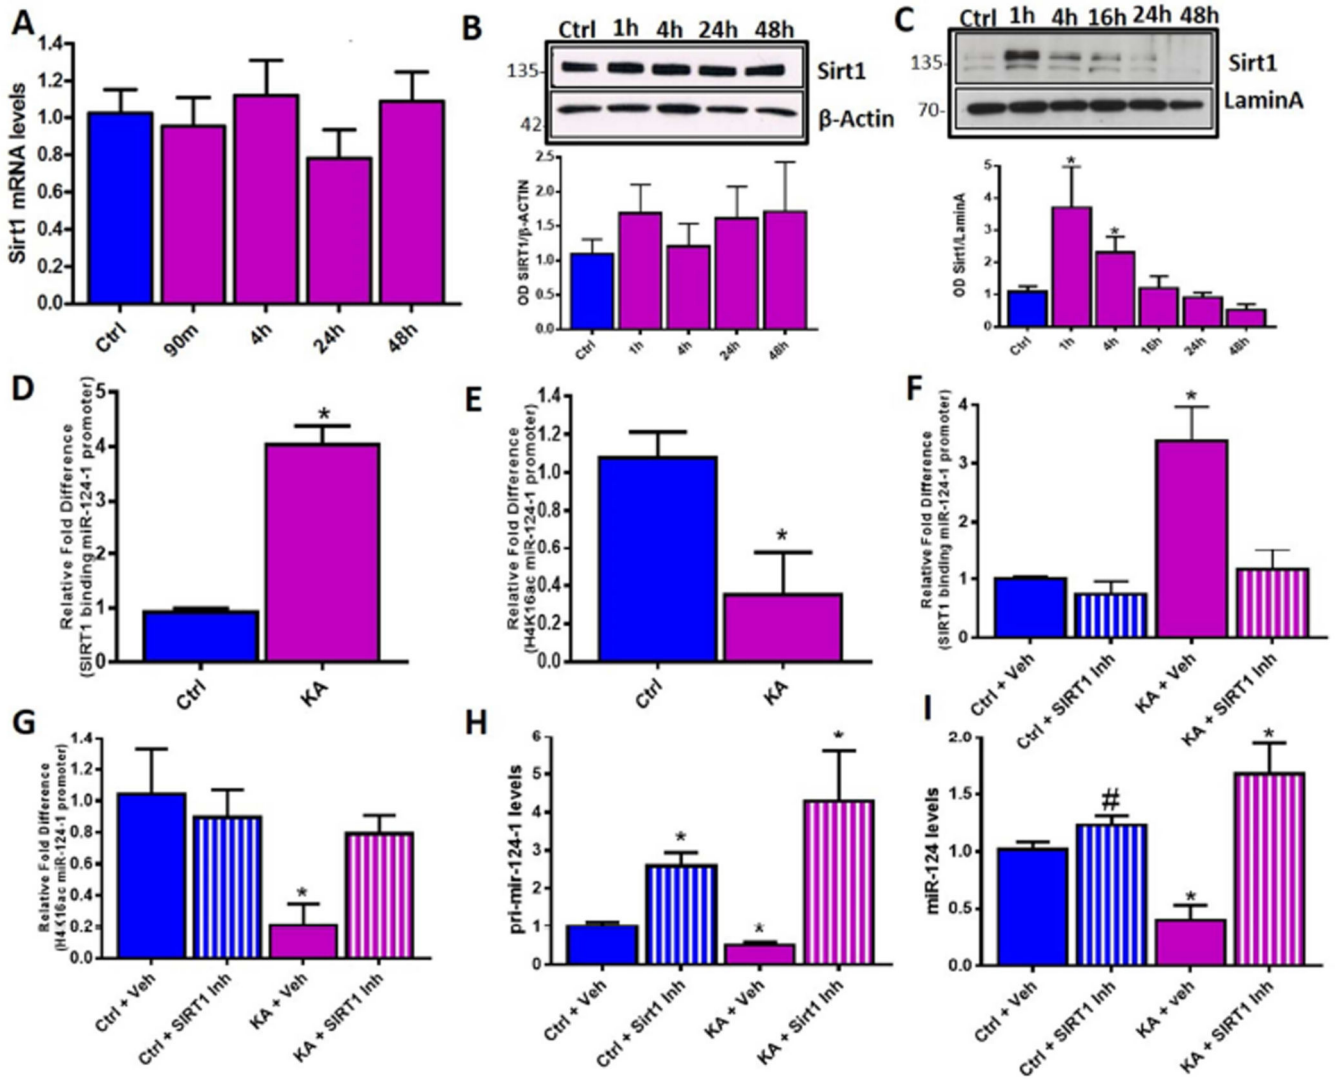 A
Sirt1 mRNA levels
1.4
1.2
1.0
0.8
0.6
0.4
0.2
0.0
Ctrl
90m
4h
24h
48h
B
Ctrl 1h 4h 24h 48h
135-
Sirt1
42-
β-Actin
OD SIRT1/β-ACTIN
2.5
2.0
1.5
1.0
0.5
0.0
Ctrl
1h
4h
24h
48h
C
Ctrl 1h 4h 16h 24h 48h
135-
Sirt1
70-
LaminA
OD Sirt1/LaminA
5
4
3
2
1
0
*
*
Ctrl
1h
4h
16h
24h
48h
D
Relative Fold Difference
(SIRT1 binding miR-124-1 promoter)
5
4
3
2
1
0
*
Ctrl
KA
E
Relative Fold Difference
(H4K16ac miR-124-1 promoter)
1.4
1.2
1.0
0.8
0.6
0.4
0.2
0.0
*
Ctrl
KA
F
Relative Fold Difference
(SIRT1 binding miR-124-1 promoter)
4
3
2
1
0
*
Ctrl + Veh
Ctrl + SIRT1 Inh
KA + Veh
KA + SIRT1 Inh
G
Relative Fold Difference
(H4K16ac miR-124-1 promoter)
1.4
1.2
1.0
0.8
0.6
0.4
0.2
0.0
*
Ctrl + Veh
Ctrl + SIRT1 Inh
KA + Veh
KA + SIRT1 Inh
H
pri-mir-124-1 levels
6
5
4
3
2
1
0
*
*
*
Ctrl + Veh
Ctrl + Sirt1 Inh
KA + Veh
KA + Sirt1 Inh
I
miR-124 levels
2.0
1.5
1.0
0.5
0.0
#
*
*
Ctrl + Veh
Ctrl + SIRT1 Inh
KA + veh
KA + SIRT1 Inh